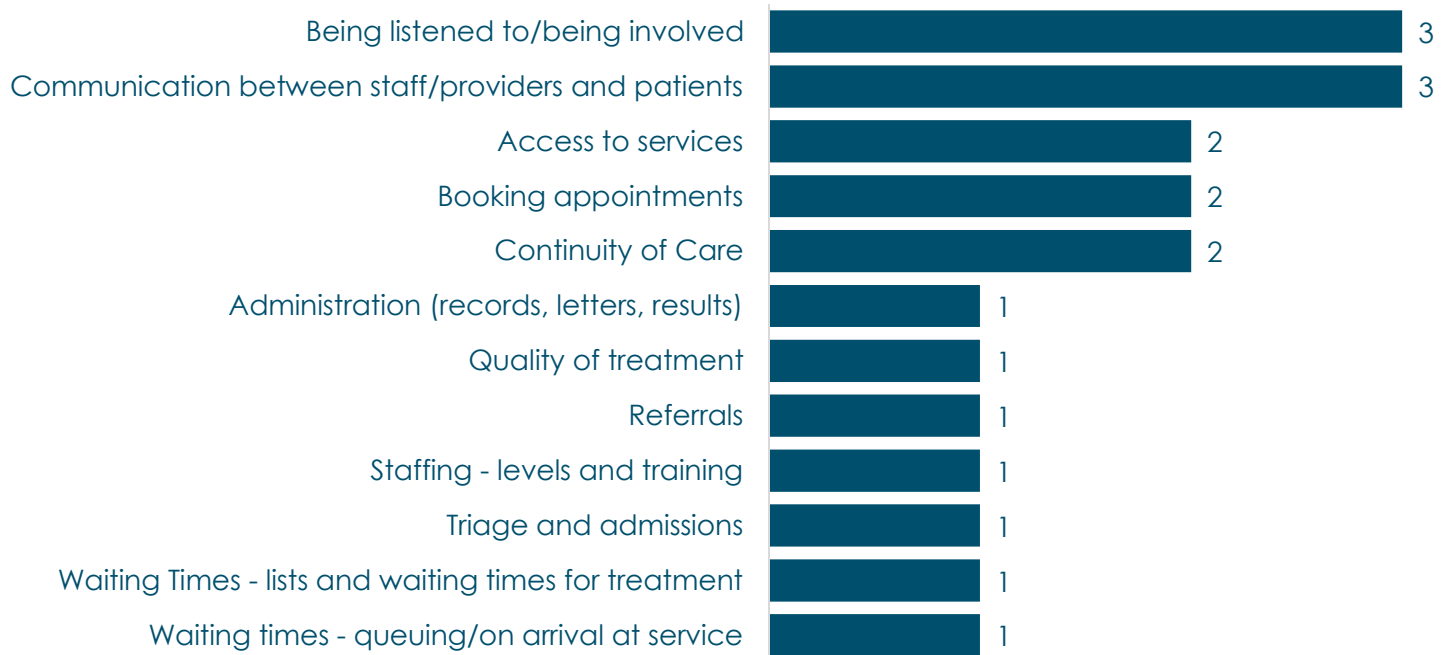 Being listened to/being involved 3
Communication between staff/providers and patients 3
Access to services 2
Booking appointments 2
Continuity of Care 2
Administration (records, letters, results) 1
Quality of treatment 1
Referrals 1
Staffing - levels and training 1
Triage and admissions 1
Waiting Times - lists and waiting times for treatment 1
Waiting times - queuing/on arrival at service 1